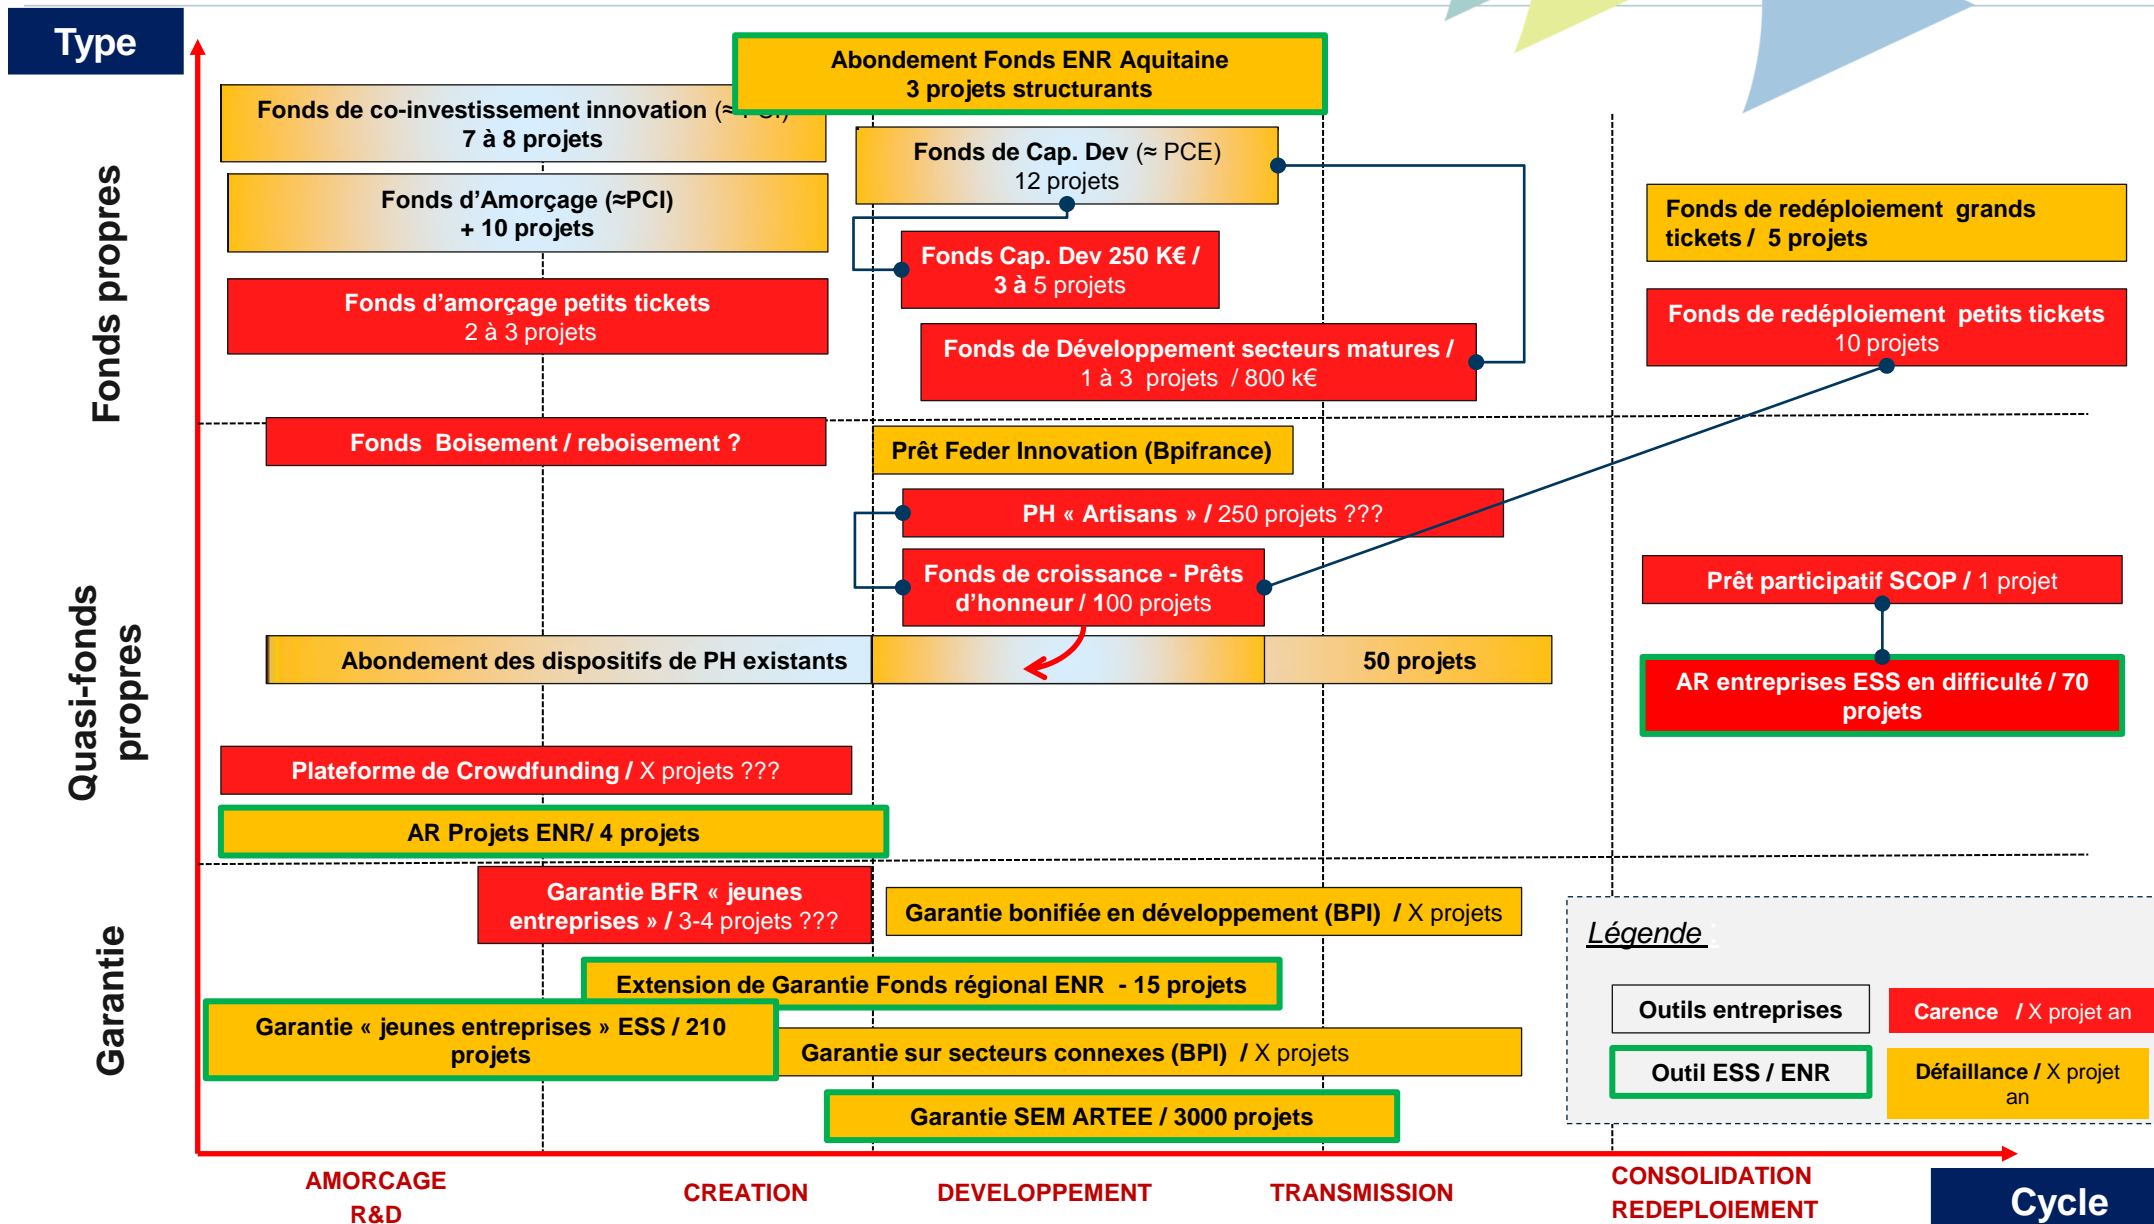 Type
Abondement Fonds ENR Aquitaine
3 projets structurants
Fonds de co-investissement innovation (≈ PCI)
7 à 8 projets
Fonds de Cap. Dev (≈ PCE)
12 projets
Fonds d’Amorçage (≈PCI)
+ 10 projets
Fonds de redéploiement grands
tickets / 5 projets
Fonds Cap. Dev 250 K€ /
3 à 5 projets
Fonds d’amorçage petits tickets
2 à 3 projets
Fonds de redéploiement petits tickets
10 projets
Fonds de Développement secteurs matures /
1 à 3 projets / 800 k€
Fonds propres
Fonds Boisement / reboisement ?
Prêt Feder Innovation (Bpifrance)
PH « Artisans » / 250 projets ???
Fonds de croissance - Prêts
d’honneur / 100 projets
Prêt participatif SCOP / 1 projet
Abondement des dispositifs de PH existants
50 projets
AR entreprises ESS en difficulté / 70
projets
Quasi-fonds
propres
Plateforme de Crowdfunding / X projets ???
AR Projets ENR/ 4 projets
Garantie BFR « jeunes
entreprises » / 3-4 projets ???
Garantie bonifiée en développement (BPI) / X projets
Extension de Garantie Fonds régional ENR - 15 projets
Garantie « jeunes entreprises » ESS / 210
projets
Garantie sur secteurs connexes (BPI) / X projets
Garantie SEM ARTEE / 3000 projets
Garantie
Légende :
Outils entreprises
Carence / X projet an
Outil ESS / ENR
Défaillance / X projet
an
AMORCAGE
R&D
CREATION
DEVELOPPEMENT
TRANSMISSION
CONSOLIDATION
REDEPLOIEMENT
Cycle